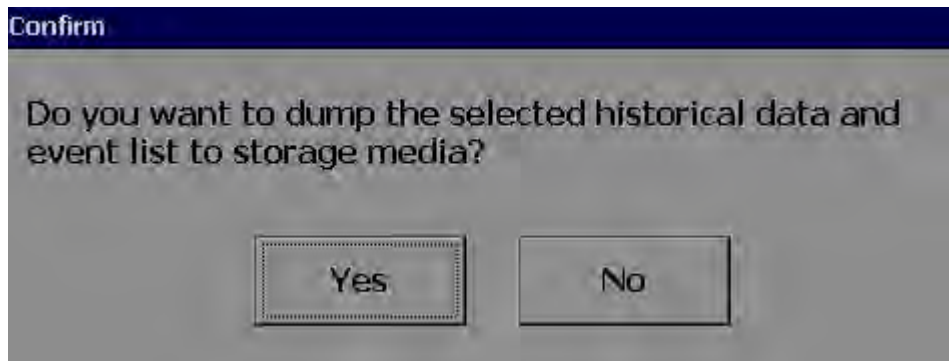 Confirm
Do you want to dump the selected historical data and
event list to storage media?
Yes
No